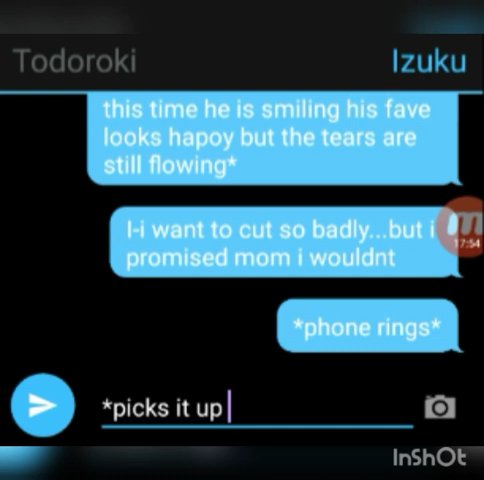 Todoroki
Izuku
this time he is smiling his fave
looks hapoy but the tears are
still flowing*
I-i want to cut so badly...but i
promised mom i wouldnt
17:54
*phone rings*
*picks it up
InShOt